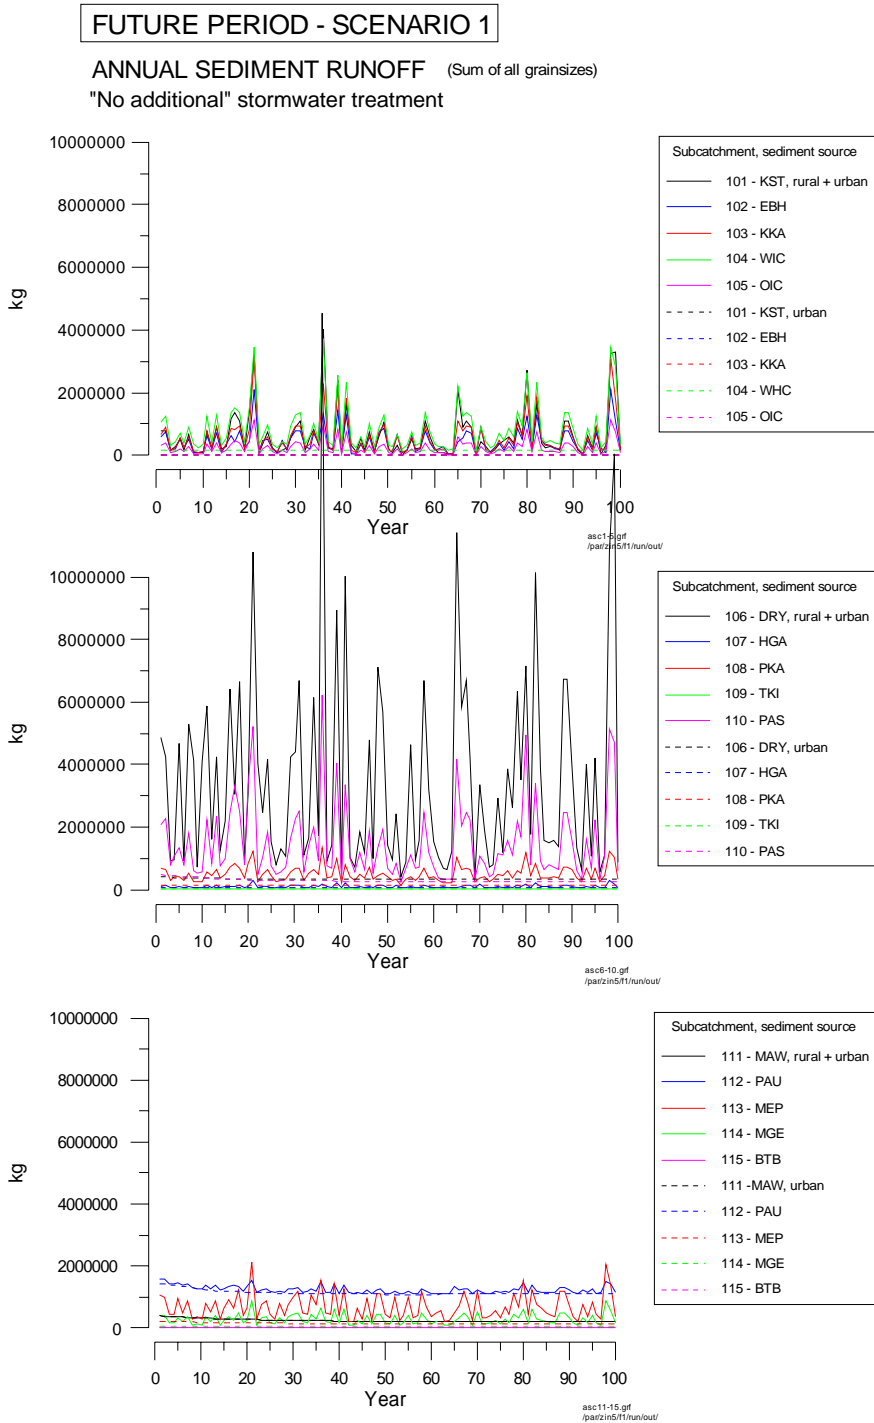 FUTURE PERIOD - SCENARIO 1
ANNUAL SEDIMENT RUNOFF (Sum of all grainsizes)
"No additional" stormwater treatment
10000000
8000000
6000000
4000000
2000000
0
kg
0 10 20 30 40 50 60 70 80 90 100
Year
asc1-5.grf
/par/zin5/f1/run/out/
Subcatchment, sediment source
101 - KST, rural + urban
102 - EBH
103 - KKA
104 - WIC
105 - OIC
101 - KST, urban
102 - EBH
103 - KKA
104 - WHC
105 - OIC
10000000
8000000
6000000
4000000
2000000
0
kg
0 10 20 30 40 50 60 70 80 90 100
Year
asc6-10.grf
/par/zin5/f1/run/out/
Subcatchment, sediment source
106 - DRY, rural + urban
107 - HGA
108 - PKA
109 - TKI
110 - PAS
106 - DRY, urban
107 - HGA
108 - PKA
109 - TKI
110 - PAS
10000000
8000000
6000000
4000000
2000000
0
kg
0 10 20 30 40 50 60 70 80 90 100
Year
asc11-15.grf
/par/zin5/f1/run/out/
Subcatchment, sediment source
111 - MAW, rural + urban
112 - PAU
113 - MEP
114 - MGE
115 - BTB
111 -MAW, urban
112 - PAU
113 - MEP
114 - MGE
115 - BTB